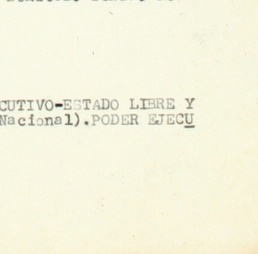 CUTIVO-ESTADO LIBRE Y
Nacional).PODER EJECU